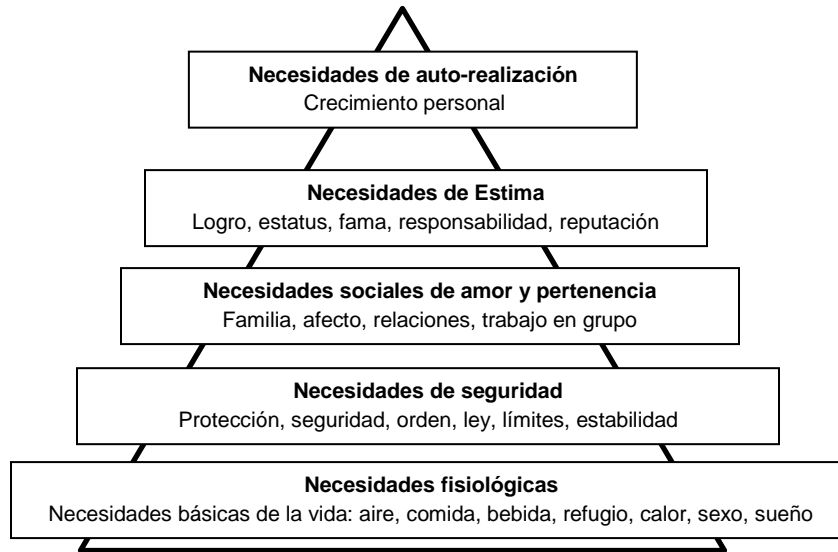 Necesidades de auto-realización
Crecimiento personal
Necesidades de Estima
Logro, estatus, fama, responsabilidad, reputación
Necesidades sociales de amor y pertenencia
Familia, afecto, relaciones, trabajo en grupo
Necesidades de seguridad
Protección, seguridad, orden, ley, límites, estabilidad
Necesidades fisiológicas
Necesidades básicas de la vida: aire, comida, bebida, refugio, calor, sexo, sueño